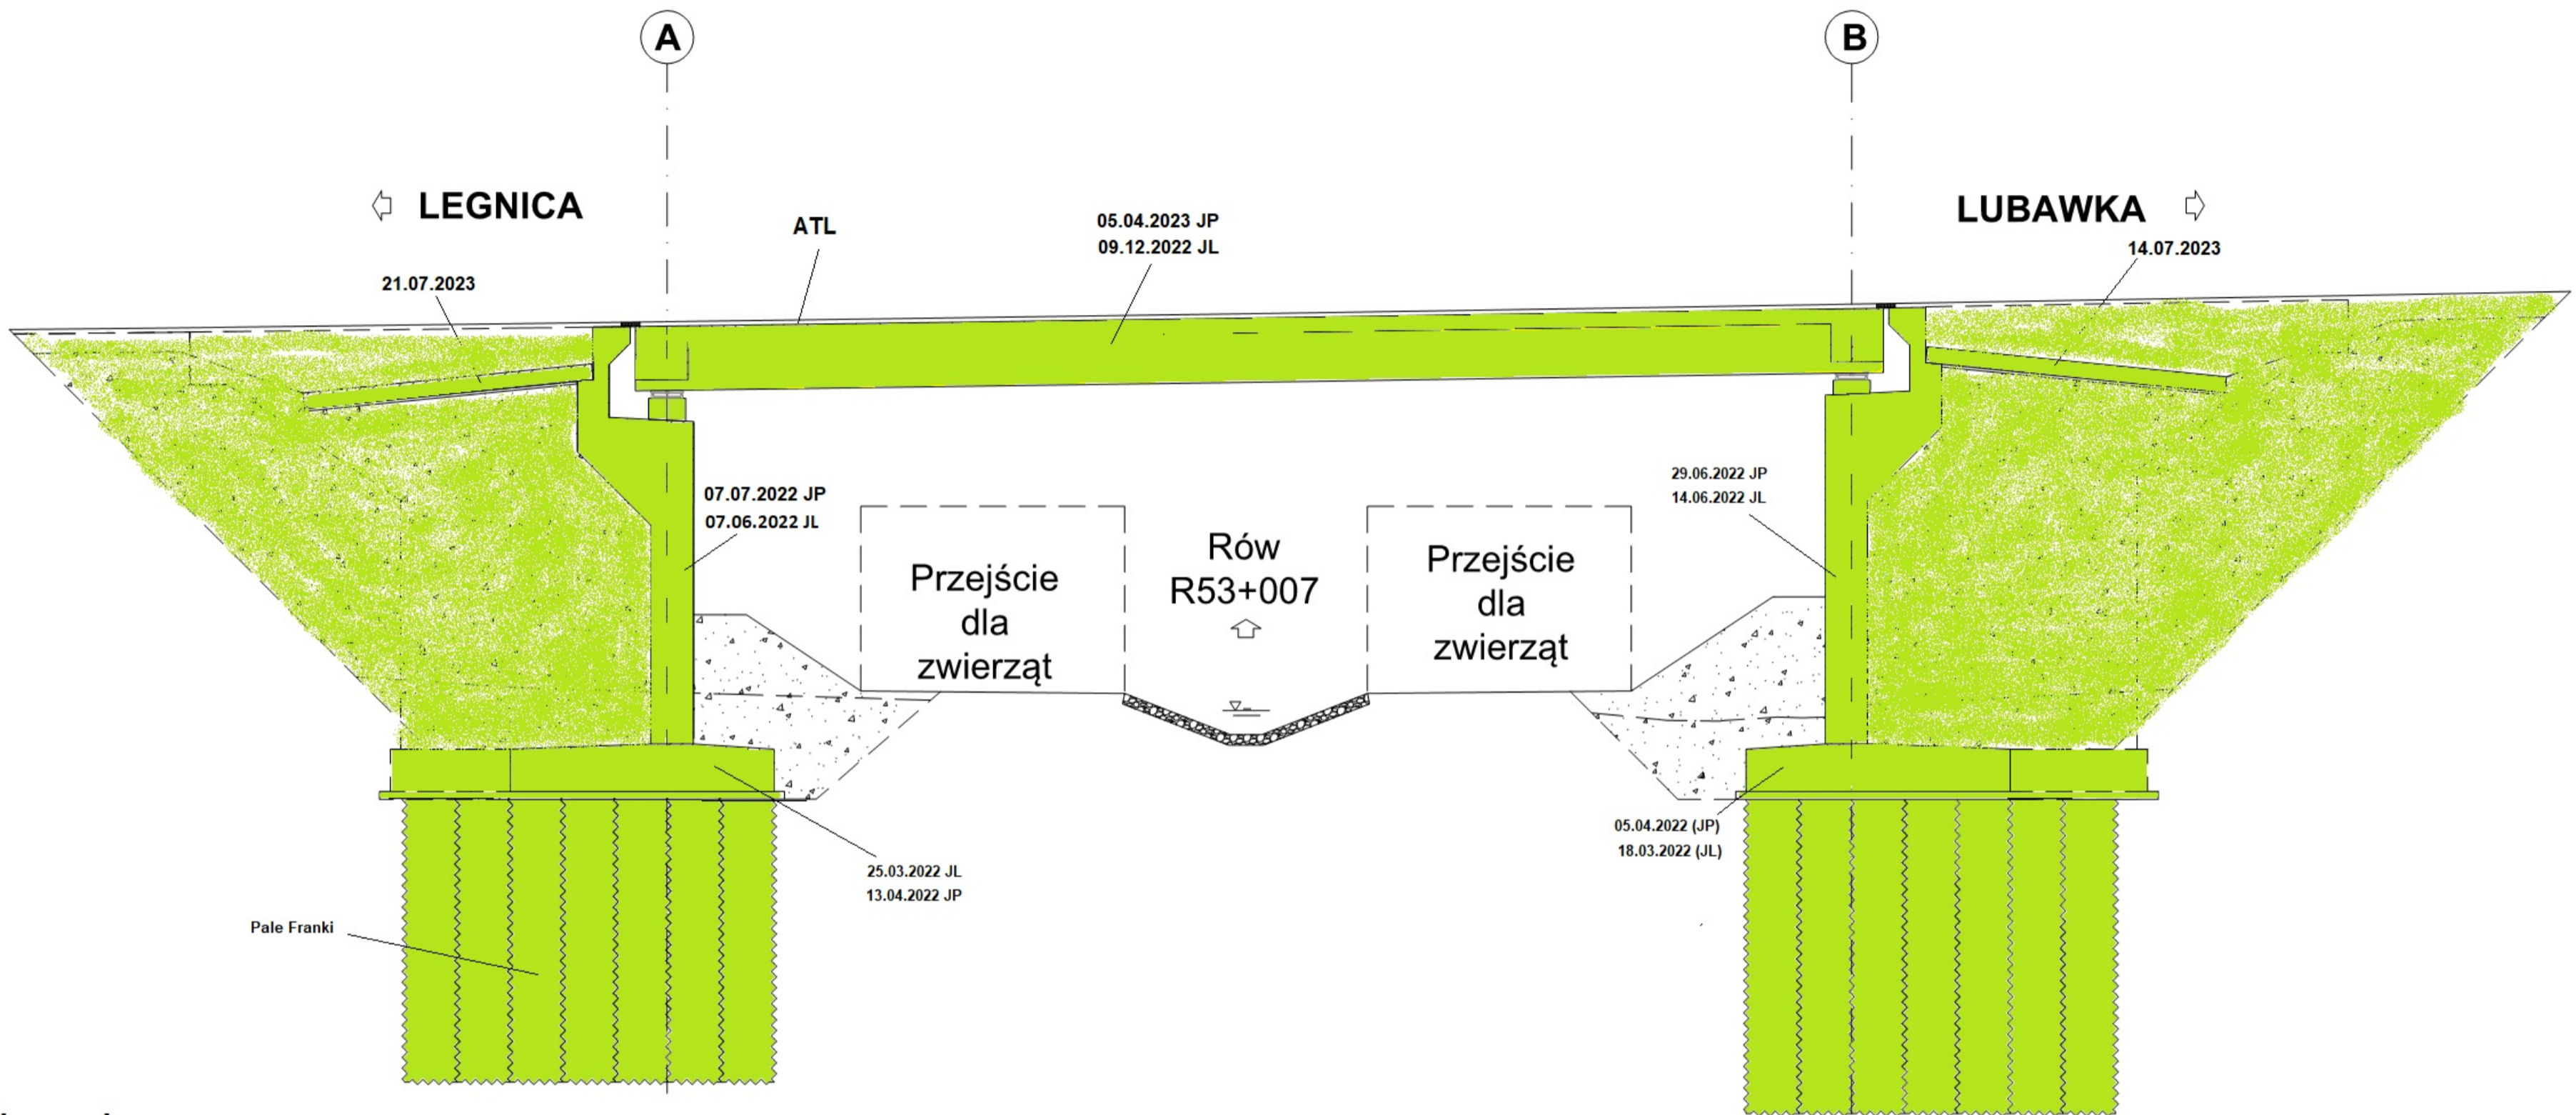 A
B
LEGNICA
LUBAWKA
ATL
05.04.2023 JP
09.12.2022 JL
14.07.2023
21.07.2023
07.07.2022 JP
07.06.2022 JL
29.06.2022 JP
14.06.2022 JL
Przejście
dla
zwierząt
Rów
R53+007
Przejście
dla
zwierząt
05.04.2022 (JP)
18.03.2022 (JL)
25.03.2022 JL
13.04.2022 JP
Pale Franki